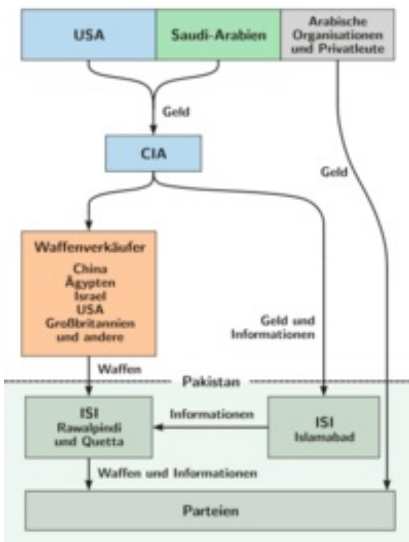 USA
Saudi-Arabien
Arabische
Organisationen
und Privatleute
Geld
CIA
Geld
Waffenverkäufer
China
Ägypten
Israel
USA
Großbritannien
und andere
Geld und
Informationen
Waffen
Pakistan
ISI
Rawalpindi
und Quetta
Informationen
ISI
Islamabad
Waffen und Informationen
Parteien